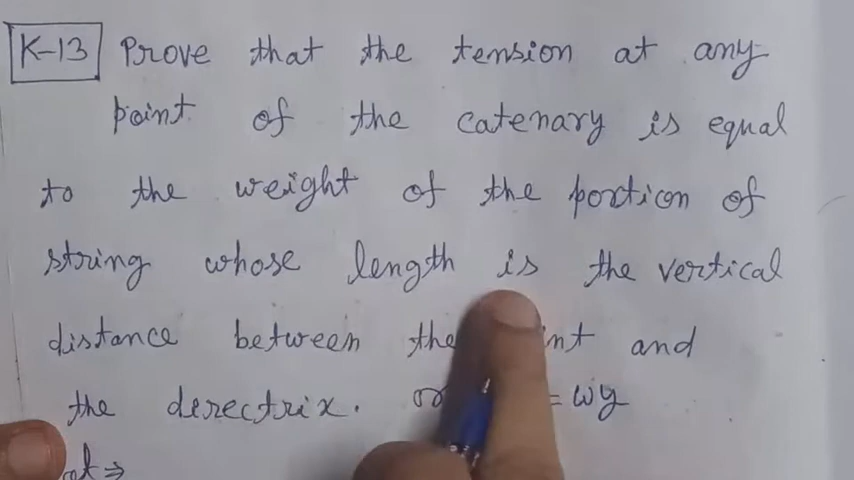 K-13 Prove that the tension at any
point of the catenary is equal
to the weight of the portion of
string whose length is the vertical
distance between the and
the derectrix. = wy